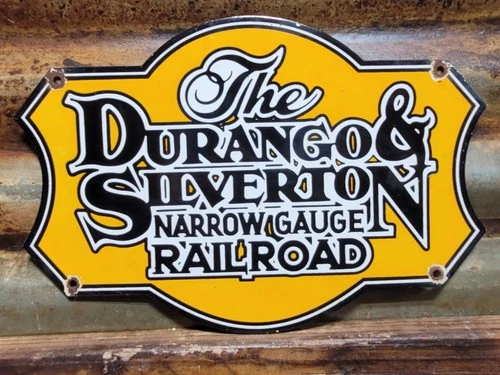 The
DURANGO &
SILVERTON
NARROW GAUGE
RAILROAD